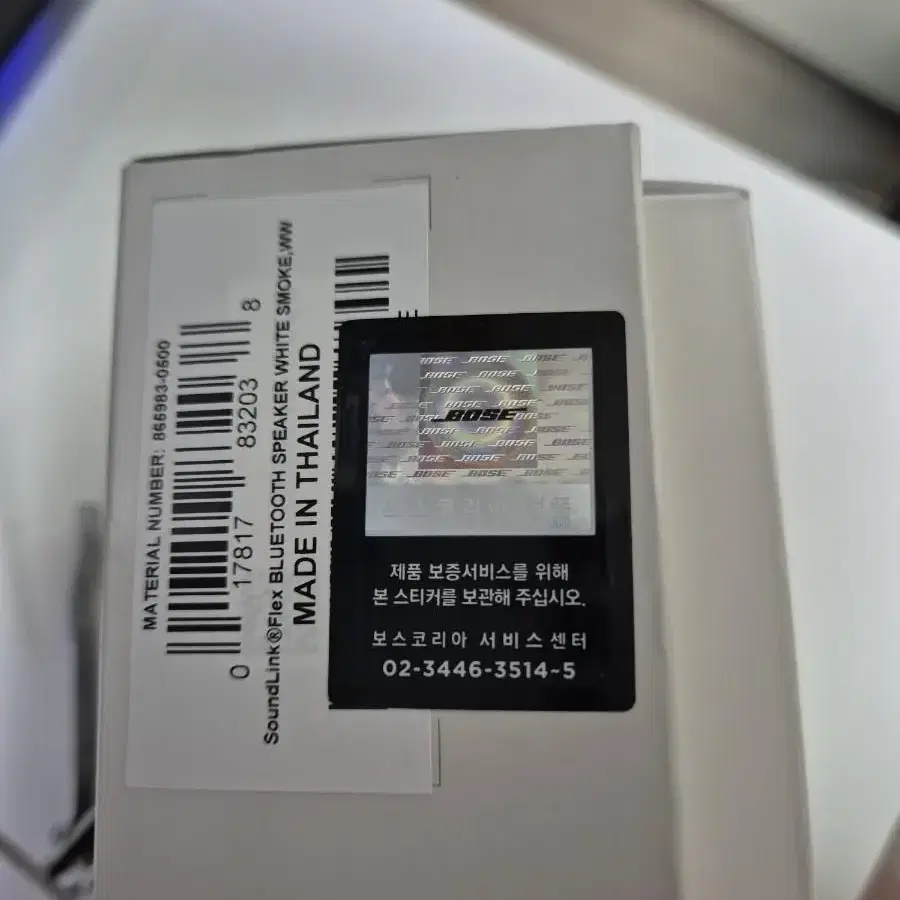 MATERIAL NUMBER: 865983-0500
0 17817 83203 8
SoundLink®Flex BLUETOOTH SPEAKER WHITE SMOKE,WW
MADE IN THAILAND
BOSE
제품 보증서비스를 위해
본 스티커를 보관해 주십시오.
보스코리아 서비스센터
02-3446-3514~5